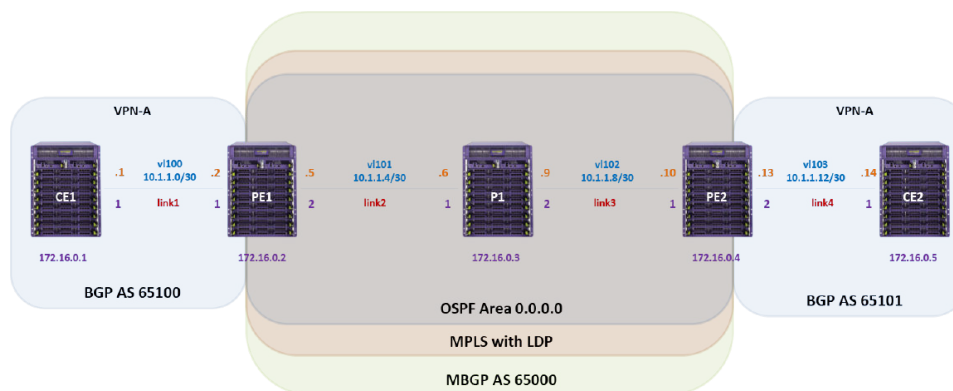 VPN-A
VPN-A
.1
vl100
10.1.1.0/30
.2
.5
vl101
10.1.1.4/30
.6
.9
vl102
10.1.1.8/30
.10
.13
vl103
10.1.1.12/30
.14
CE1
PE1
P1
PE2
CE2
1
link1
1
2
link2
1
2
link3
1
2
link4
1
172.16.0.1
172.16.0.2
172.16.0.3
172.16.0.4
172.16.0.5
BGP AS 65100
OSPF Area 0.0.0.0
BGP AS 65101
MPLS with LDP
MBGP AS 65000